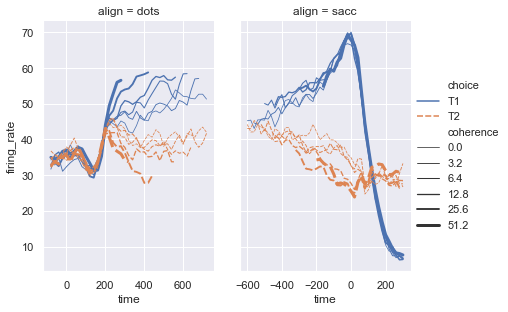 align = dots
align = sacc
70
60
50
40
30
20
10
firing_rate
0
200
400
600
time
−600
−400
−200
0
200
time
choice
T1
T2
coherence
0.0
3.2
6.4
12.8
25.6
51.2